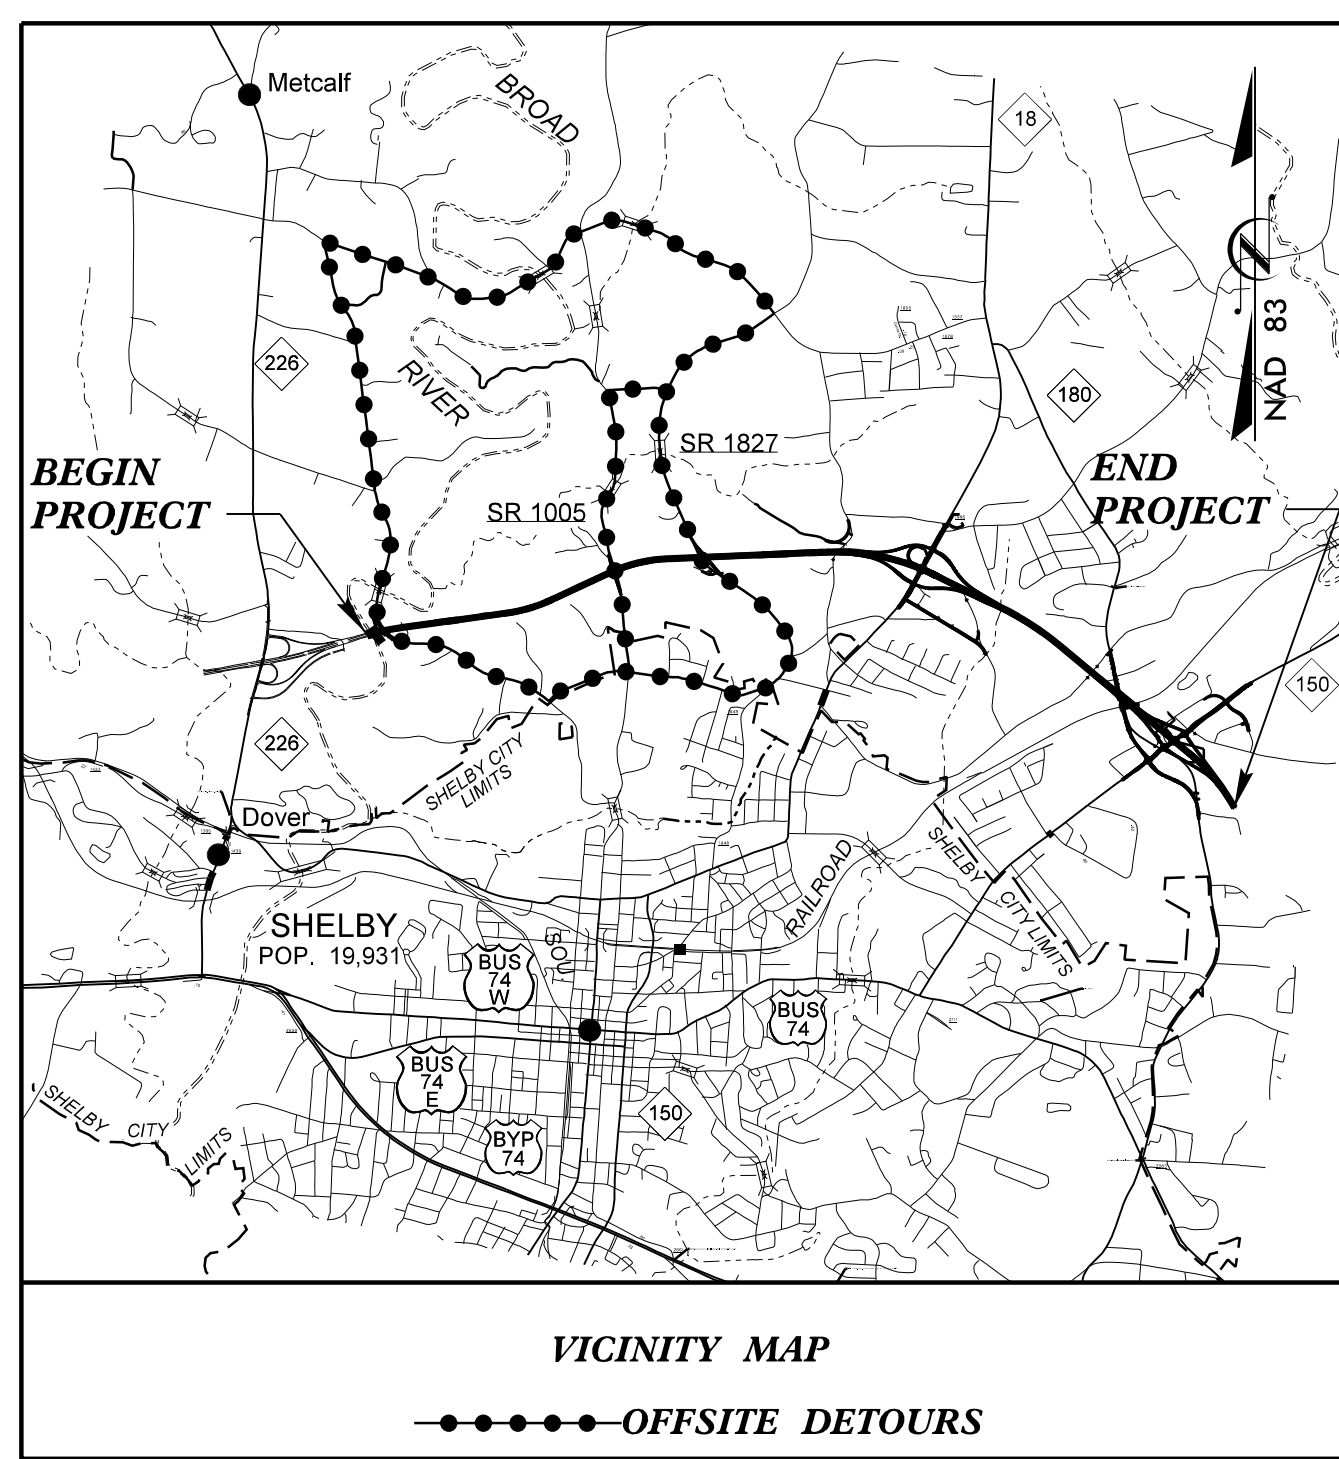 Metcalf
BROAD
18
226
RIVER
180
NAD 83
SR 1827
BEGIN
PROJECT
END
PROJECT
SR 1005
150
226
SHELBY CITY
LIMITS
Dover
SHELBY
CITY LIMITS
RAILROAD
SHELBY
POP. 19,931
SOU.
BUS
74
W
BUS
74
BUS
74
E
150
BYP
74
SHELBY CITY LIMITS
VICINITY MAP
OFFSITE DETOURS